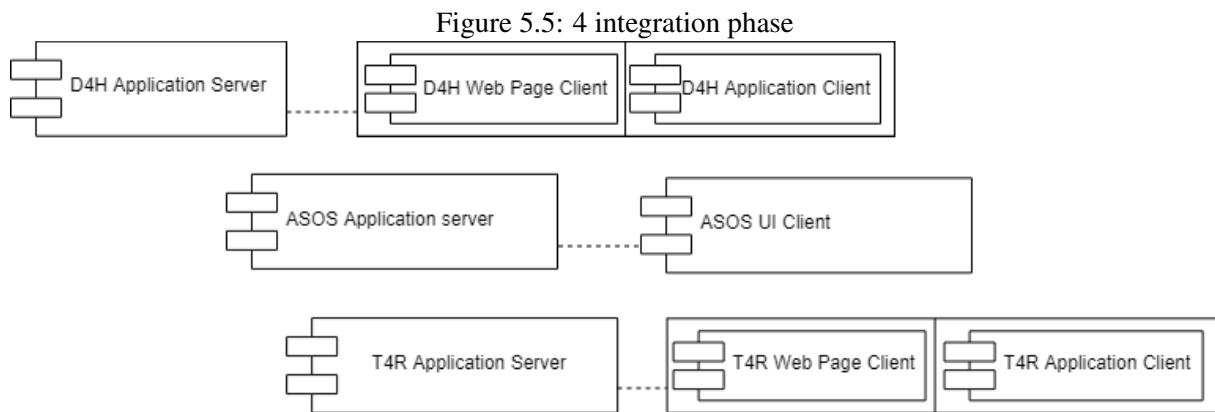 Figure 5.5: 4 integration phase
D4H Application Server
D4H Web Page Client
D4H Application Client
ASOS Application server
ASOS UI Client
T4R Application Server
T4R Web Page Client
T4R Application Client